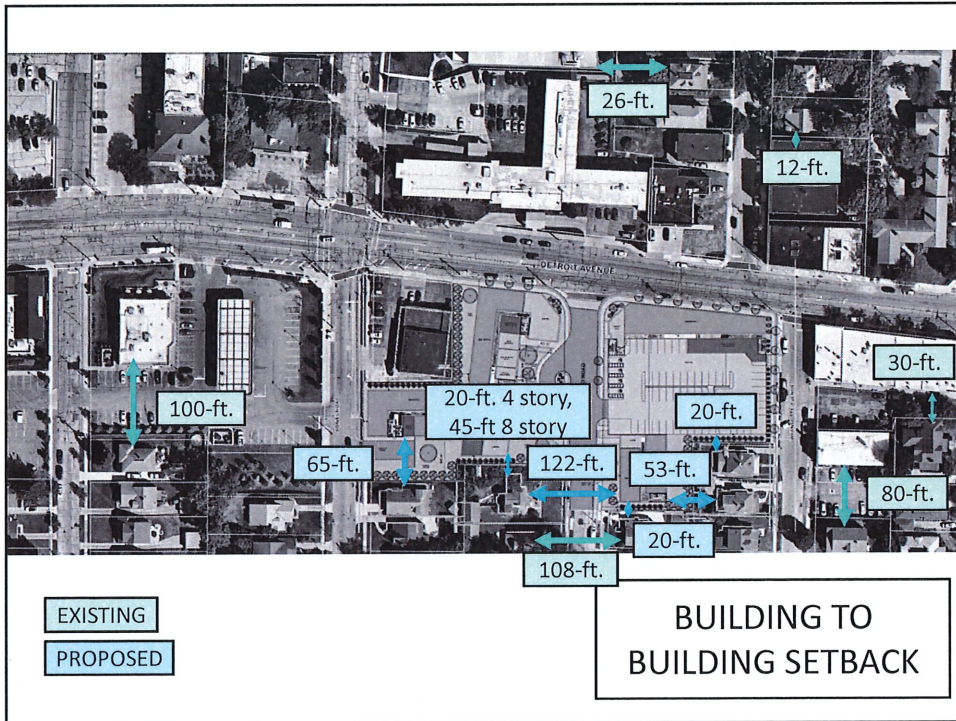 26-ft.
12-ft.
DETROIT AVENUE
30-ft.
100-ft.
20-ft. 4 story,
45-ft 8 story
20-ft.
65-ft.
122-ft.
53-ft.
80-ft.
20-ft.
108-ft.
EXISTING
PROPOSED
BUILDING TO
BUILDING SETBACK